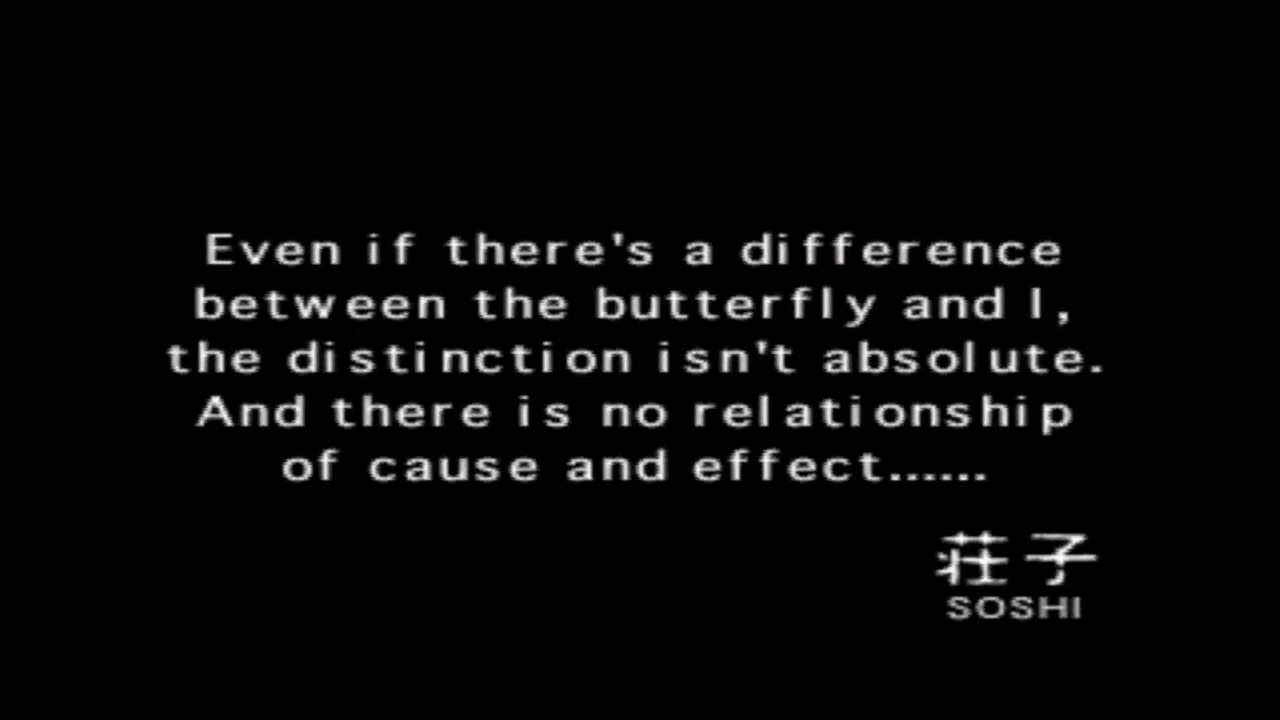 Even if there's a difference
between the butterfly and I,
the distinction isn't absolute.
And there is no relationship
of cause and effect......
荘子
SOSHI